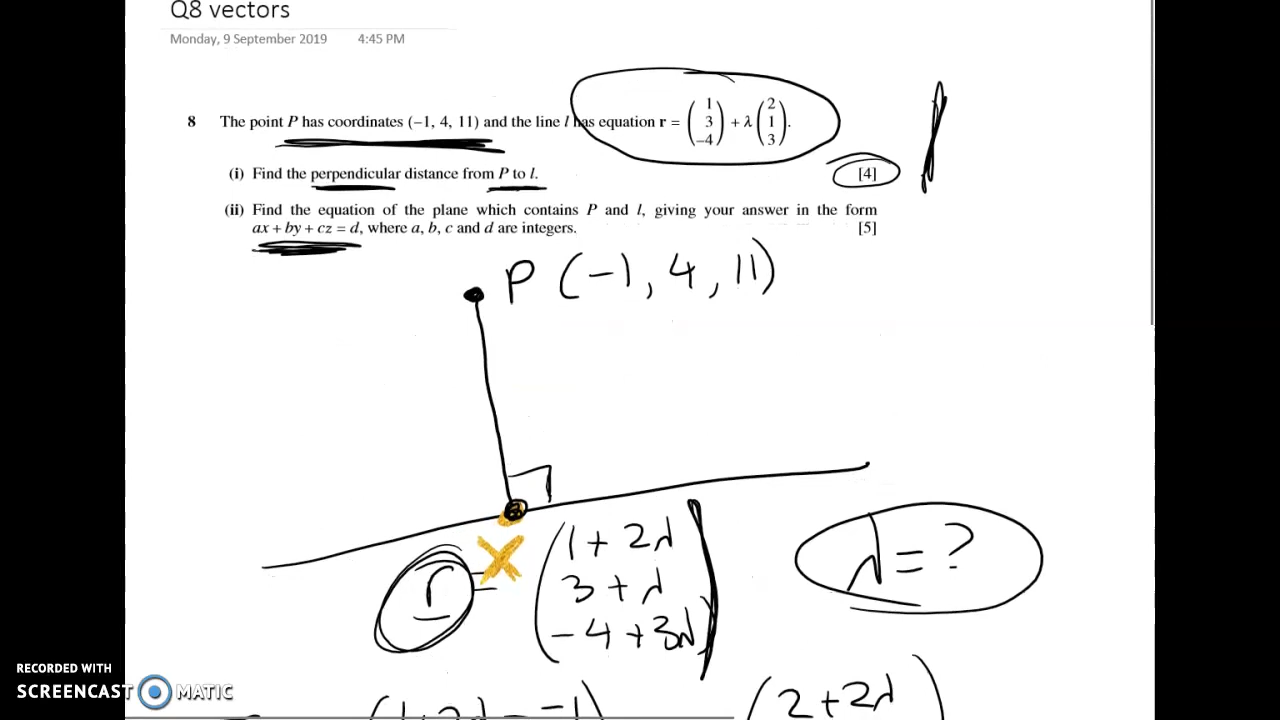 Q8 vectors
Monday, 9 September 2019 4:45 PM
8 The point P has coordinates (−1, 4, 11) and the line l has equation r = ( 1 3 −4 ) + λ ( 2 1 3 ).
(i) Find the perpendicular distance from P to l. [4]
(ii) Find the equation of the plane which contains P and l, giving your answer in the form
ax + by + cz = d, where a, b, c and d are integers. [5]
P (−1, 4, 11)
r = ( 1 + 2λ
3 + λ
−4 + 3λ )
λ = ?
RECORDED WITH
SCREENCAST O MATIC
(2 + 2λ